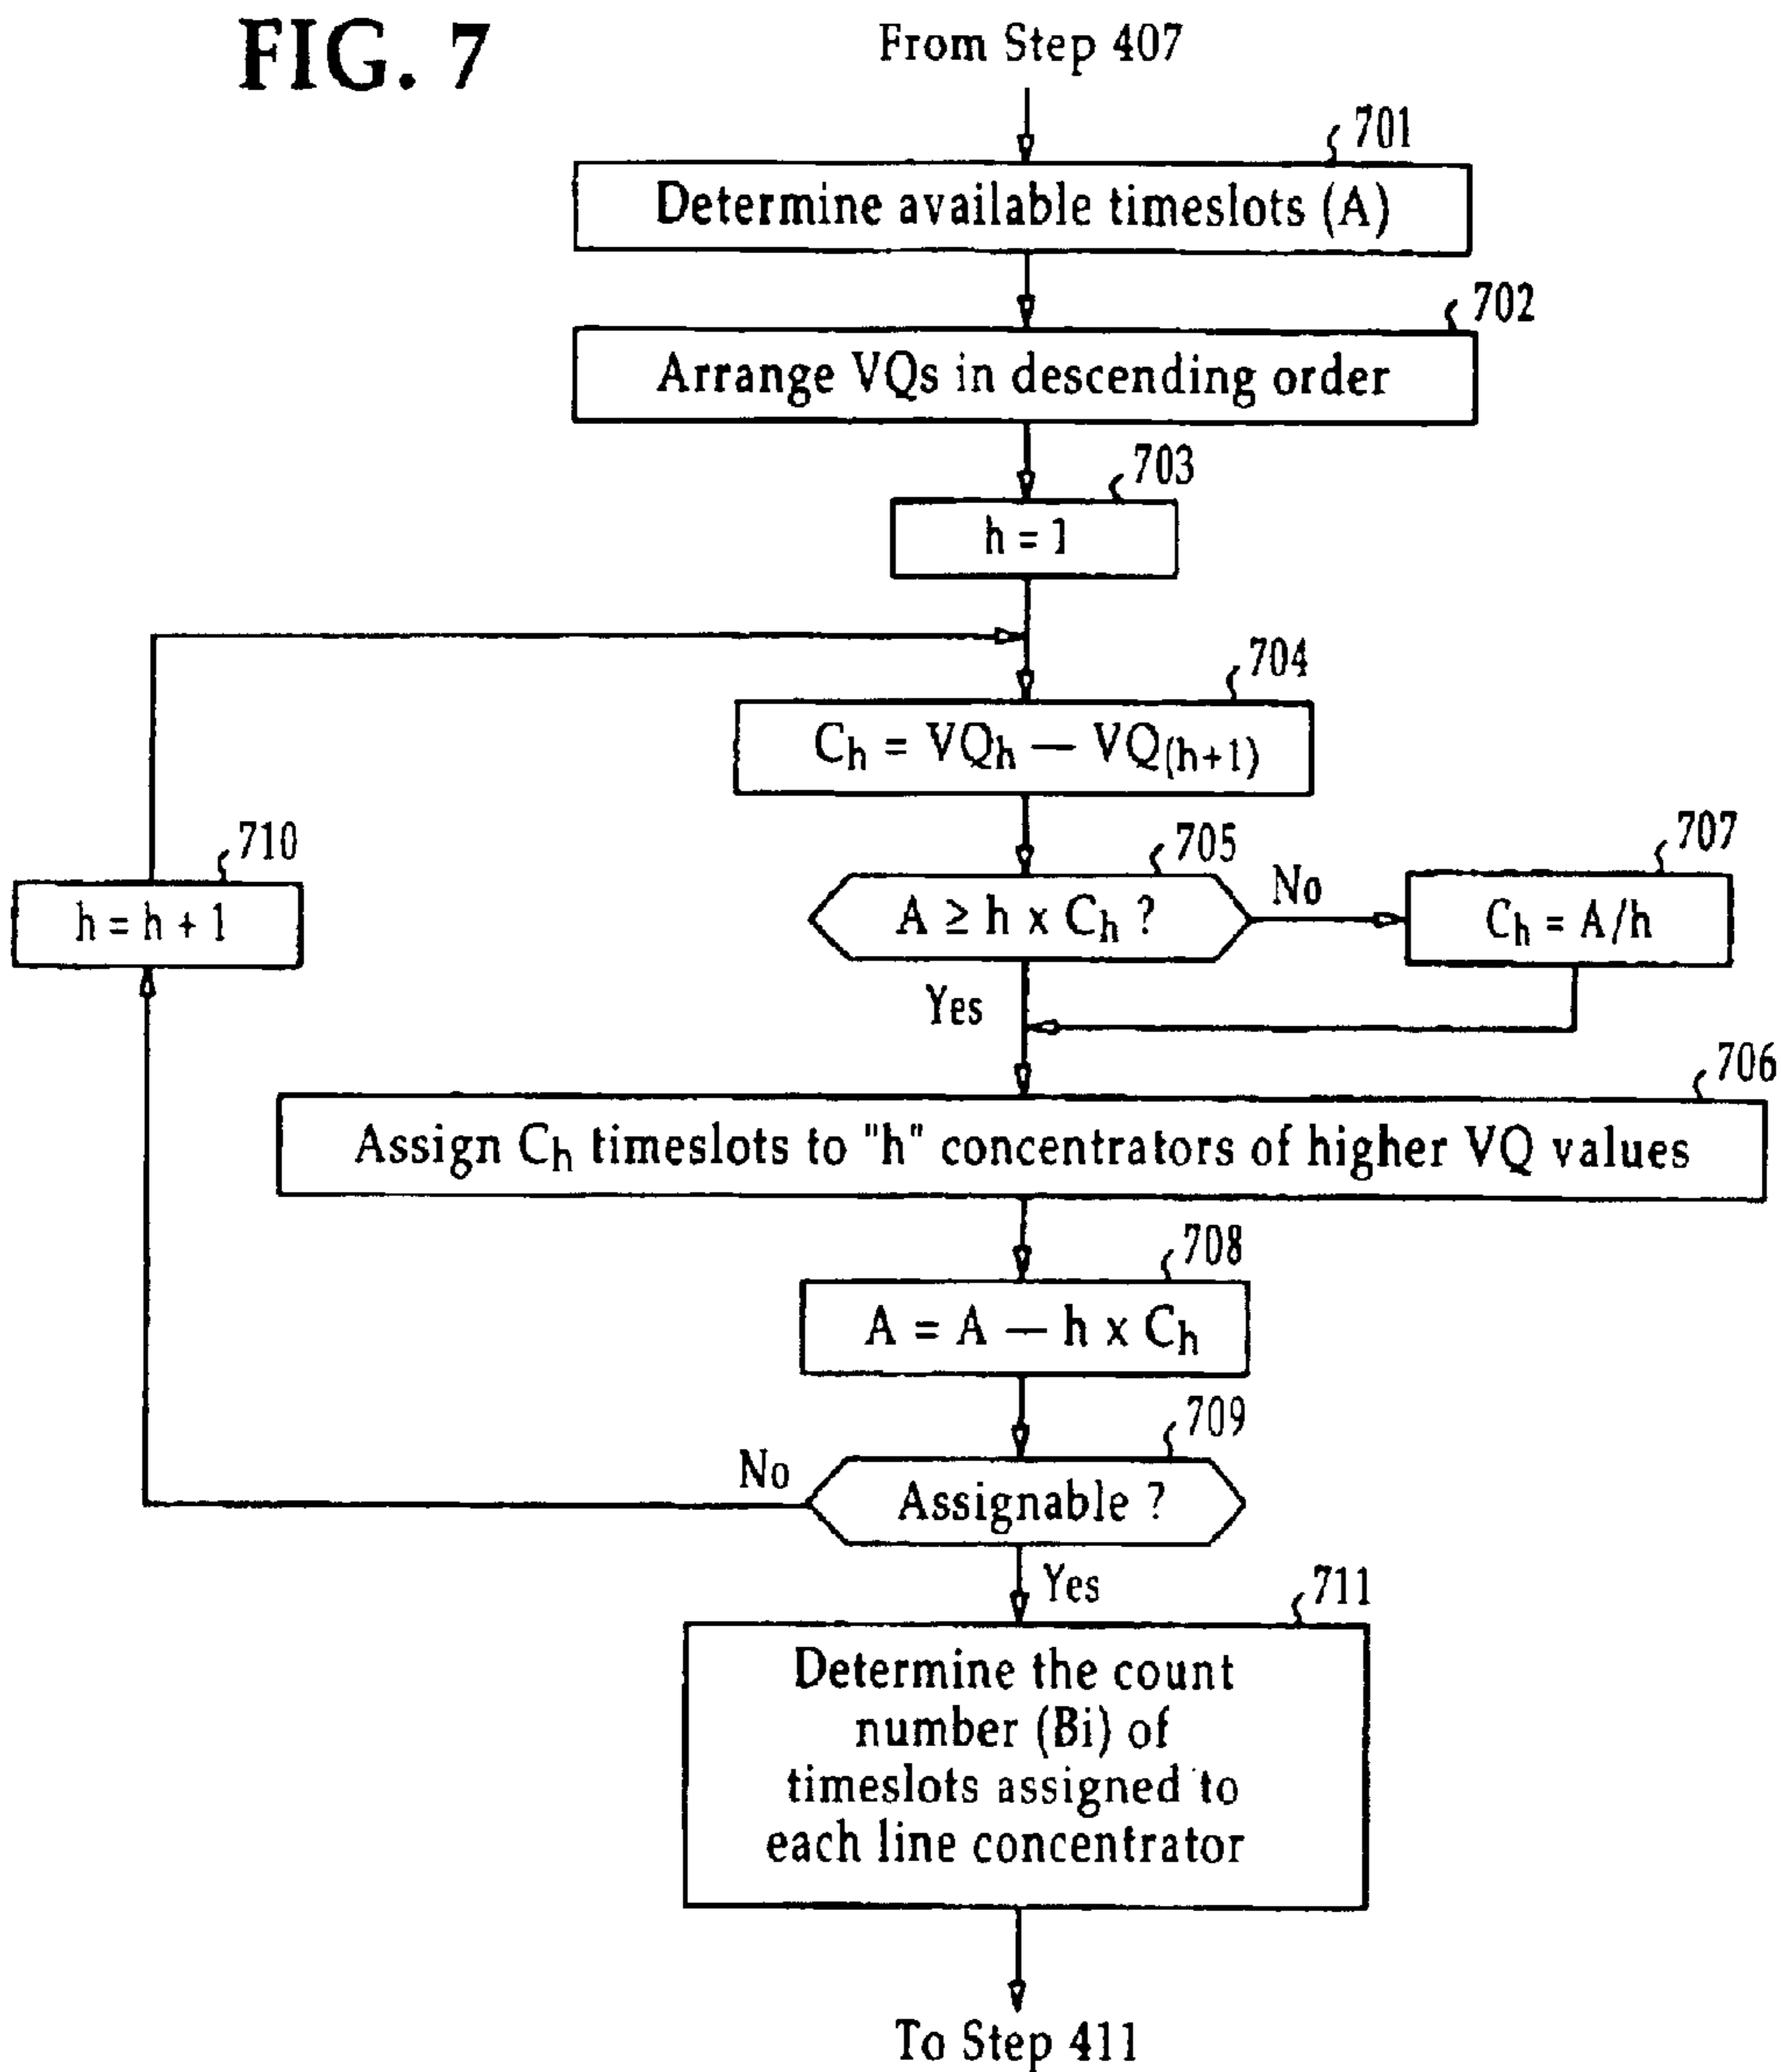 FIG. 7
From Step 407
701
Determine available timeslots (A)
702
Arrange VQs in descending order
703
h = 1
704
Ch = VQh — VQ(h+1)
705
A ≥ h x Ch ?
No
707
Ch = A/h
710
h = h + 1
Yes
706
Assign Ch timeslots to "h" concentrators of higher VQ values
708
A = A — h x Ch
709
No
Assignable ?
Yes
711
Determine the count
number (Bi) of
timeslots assigned to
each line concentrator
To Step 411